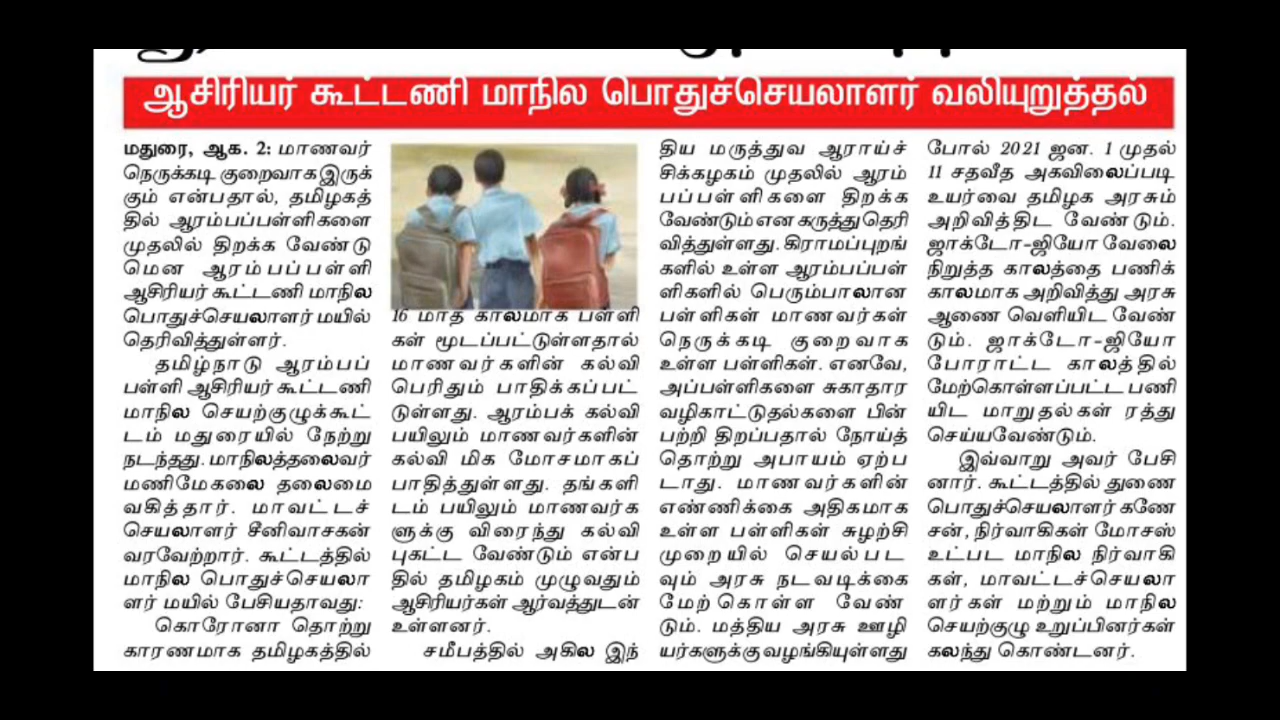 ஆசிரியர் கூட்டணி மாநில பொதுச்செயலாளர் வலியுறுத்தல்
மதுரை, ஆக. 2: மாணவர்
நெருக்கடி குறைவாக இருக்
கும் என்பதால், தமிழகத்
தில் ஆரம்பப்பள்ளிகளை
முதலில் திறக்க வேண்டு
மென ஆரம்பப்பள்ளி
ஆசிரியர் கூட்டணி மாநில
பொதுச்செயலாளர் மயில்
தெரிவித்துள்ளர்.
தமிழ்நாடு ஆரம்பப்
பள்ளி ஆசிரியர் கூட்டணி
மாநில செயற்குழுக்கூட்
டம் மதுரையில் நேற்று
நடந்தது. மாநிலத்தலைவர்
மணிமேகலை தலைமை
வகித்தார். மாவட்டச்
செயலாளர் சீனிவாசகன்
வரவேற்றார். கூட்டத்தில்
மாநில பொதுச்செயலா
ளர் மயில் பேசியதாவது:
கொரோனா தொற்று
காரணமாக தமிழகத்தில்
16 மாத காலமாக பள்ளி
கள் மூடப்பட்டுள்ளதால்
மாணவர்களின் கல்வி
பெரிதும் பாதிக்கப்பட்
டுள்ளது. ஆரம்பக் கல்வி
பயிலும் மாணவர்களின்
கல்வி மிக மோசமாகப்
பாதித்துள்ளது. தங்களி
டம் பயிலும் மாணவர்க
ளுக்கு விரைந்து கல்வி
புகட்ட வேண்டும் என்ப
தில் தமிழகம் முழுவதும்
ஆசிரியர்கள் ஆர்வத்துடன்
உள்ளனர்.
சமீபத்தில் அகில இந்
திய மருத்துவ ஆராய்ச்
சிக்கழகம் முதலில் ஆரம்
பப்பள்ளிகளை திறக்க
வேண்டும் என கருத்து தெரி
வித்துள்ளது. கிராமப்புறங்
களில் உள்ள ஆரம்பப்பள்
ளிகளில் பெரும்பாலான
பள்ளிகள் மாணவர்கள்
நெருக்கடி குறைவாக
உள்ள பள்ளிகள். எனவே,
அப்பள்ளிகளை சுகாதார
வழிகாட்டுதல்களை பின்
பற்றி திறப்பதால் நோய்த்
தொற்று அபாயம் ஏற்ப
டாது. மாணவர்களின்
எண்ணிக்கை அதிகமாக
உள்ள பள்ளிகள் சுழற்சி
முறையில் செயல்பட
வும் அரசு நடவடிக்கை
மேற்கொள்ள வேண்
டும். மத்திய அரசு ஊழி
யர்களுக்கு வழங்கியுள்ளது
போல் 2021 ஜன. 1 முதல்
11 சதவீத அகவிலைப்படி
உயர்வை தமிழக அரசும்
அறிவித்திட வேண்டும்.
ஜாக்டோ-ஜியோ வேலை
நிறுத்த காலத்தை பணிக்
காலமாக அறிவித்து அரசு
ஆணை வெளியிட வேண்
டும். ஜாக்டோ-ஜியோ
போராட்ட காலத்தில்
மேற்கொள்ளப்பட்ட பணி
யிட மாறுதல்கள் ரத்து
செய்யவேண்டும்.
இவ்வாறு அவர் பேசி
னார். கூட்டத்தில் துணை
பொதுச்செயலாளர் கணே
சன், நிர்வாகிகள் மோசஸ்
உட்பட மாநில நிர்வாகி
கள், மாவட்டச்செயலா
ளர்கள் மற்றும் மாநில
செயற்குழு உறுப்பினர்கள்
கலந்து கொண்டனர்.